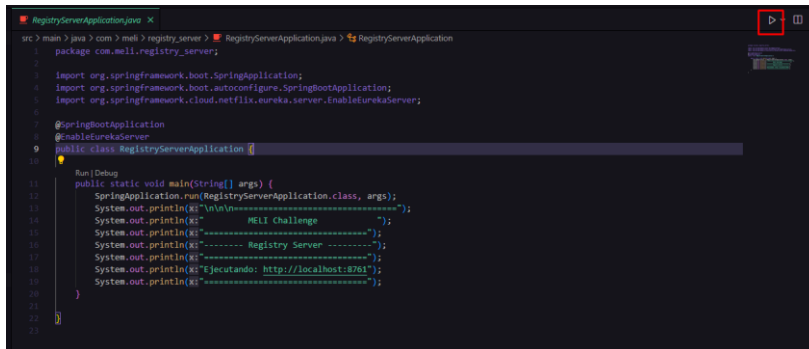 RegistryServerApplication.java ×
src > main > java > com > meli > registry_server > RegistryServerApplication.java > RegistryServerApplication
1 package com.meli.registry_server;
2
3 import org.springframework.boot.SpringApplication;
4 import org.springframework.boot.autoconfigure.SpringBootApplication;
5 import org.springframework.cloud.netflix.eureka.server.EnableEurekaServer;
6
7 @SpringBootApplication
8 @EnableEurekaServer
9 public class RegistryServerApplication {
10
Run | Debug
11 public static void main(String[] args) {
12 SpringApplication.run(RegistryServerApplication.class, args);
13 System.out.println(x:"\n\n\n==================================");
14 System.out.println(x:" MELI Challenge ");
15 System.out.println(x:"==================================");
16 System.out.println(x:"-------- Registry Server ---------");
17 System.out.println(x:"==================================");
18 System.out.println(x:"Ejecutando: http://localhost:8761");
19 System.out.println(x:"==================================");
20 }
21
22 }
23